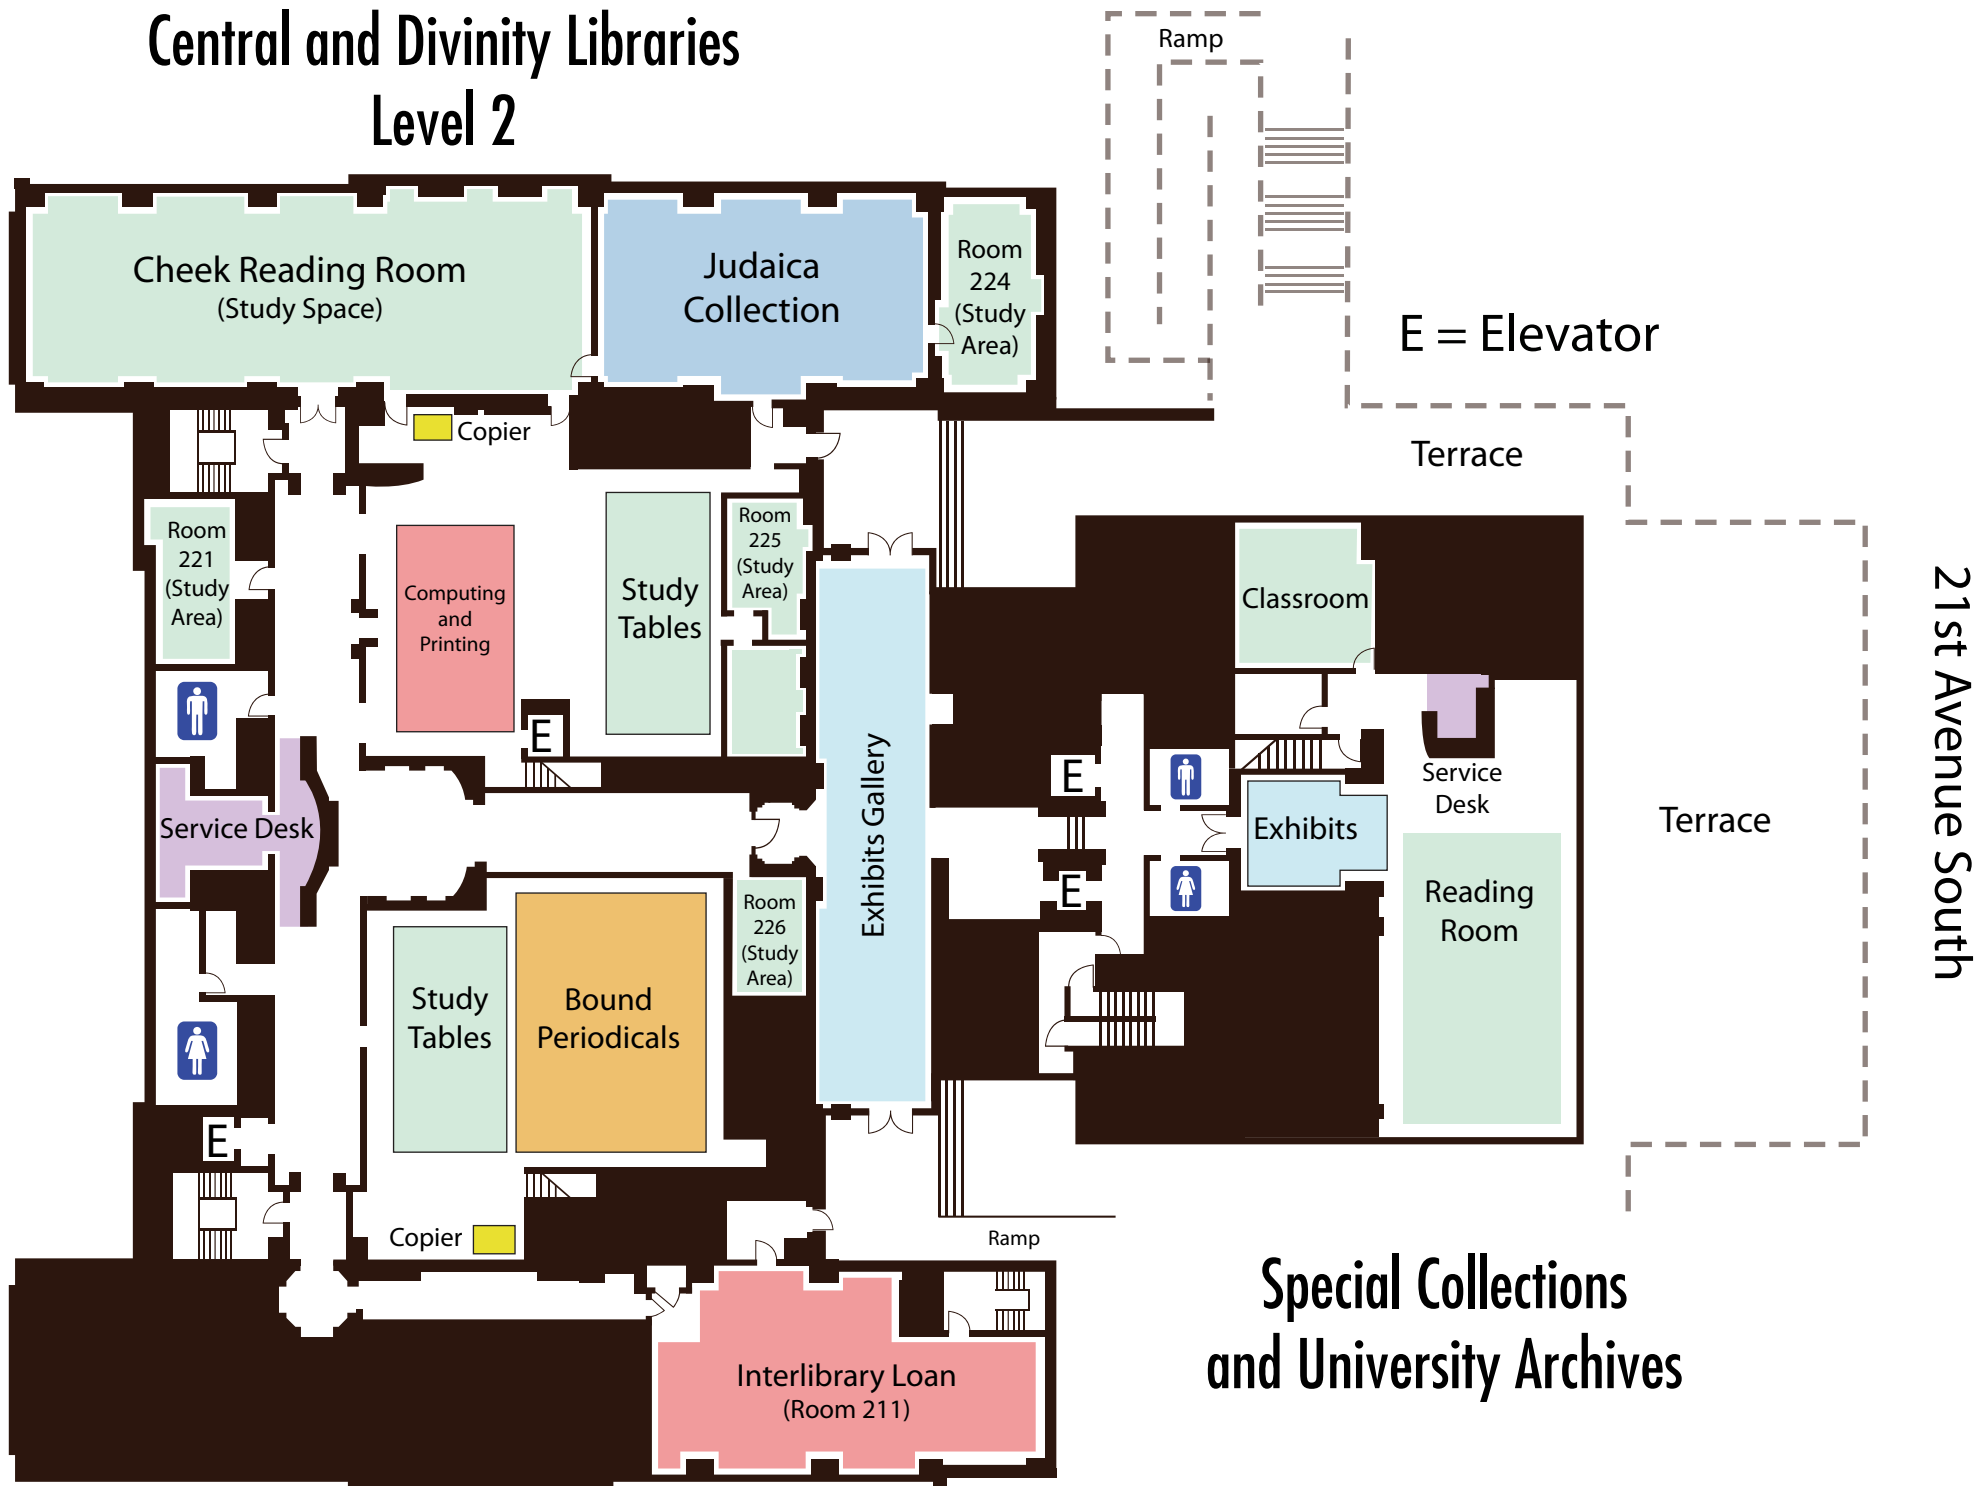 Central and Divinity Libraries
Level 2
Ramp
E = Elevator
Cheek Reading Room
(Study Space)
Judaica
Collection
Room
224
(Study
Area)
Copier
Terrace
Room
221
(Study
Area)
Computing
and
Printing
Study
Tables
Room
225
(Study
Area)
Classroom
E
Service Desk
Exhibits Gallery
E
E
Exhibits
Service
Desk
Reading
Room
Terrace
21st Avenue South
Room
226
(Study
Area)
Study
Tables
Bound
Periodicals
E
Copier
Ramp
Interlibrary Loan
(Room 211)
Special Collections
and University Archives